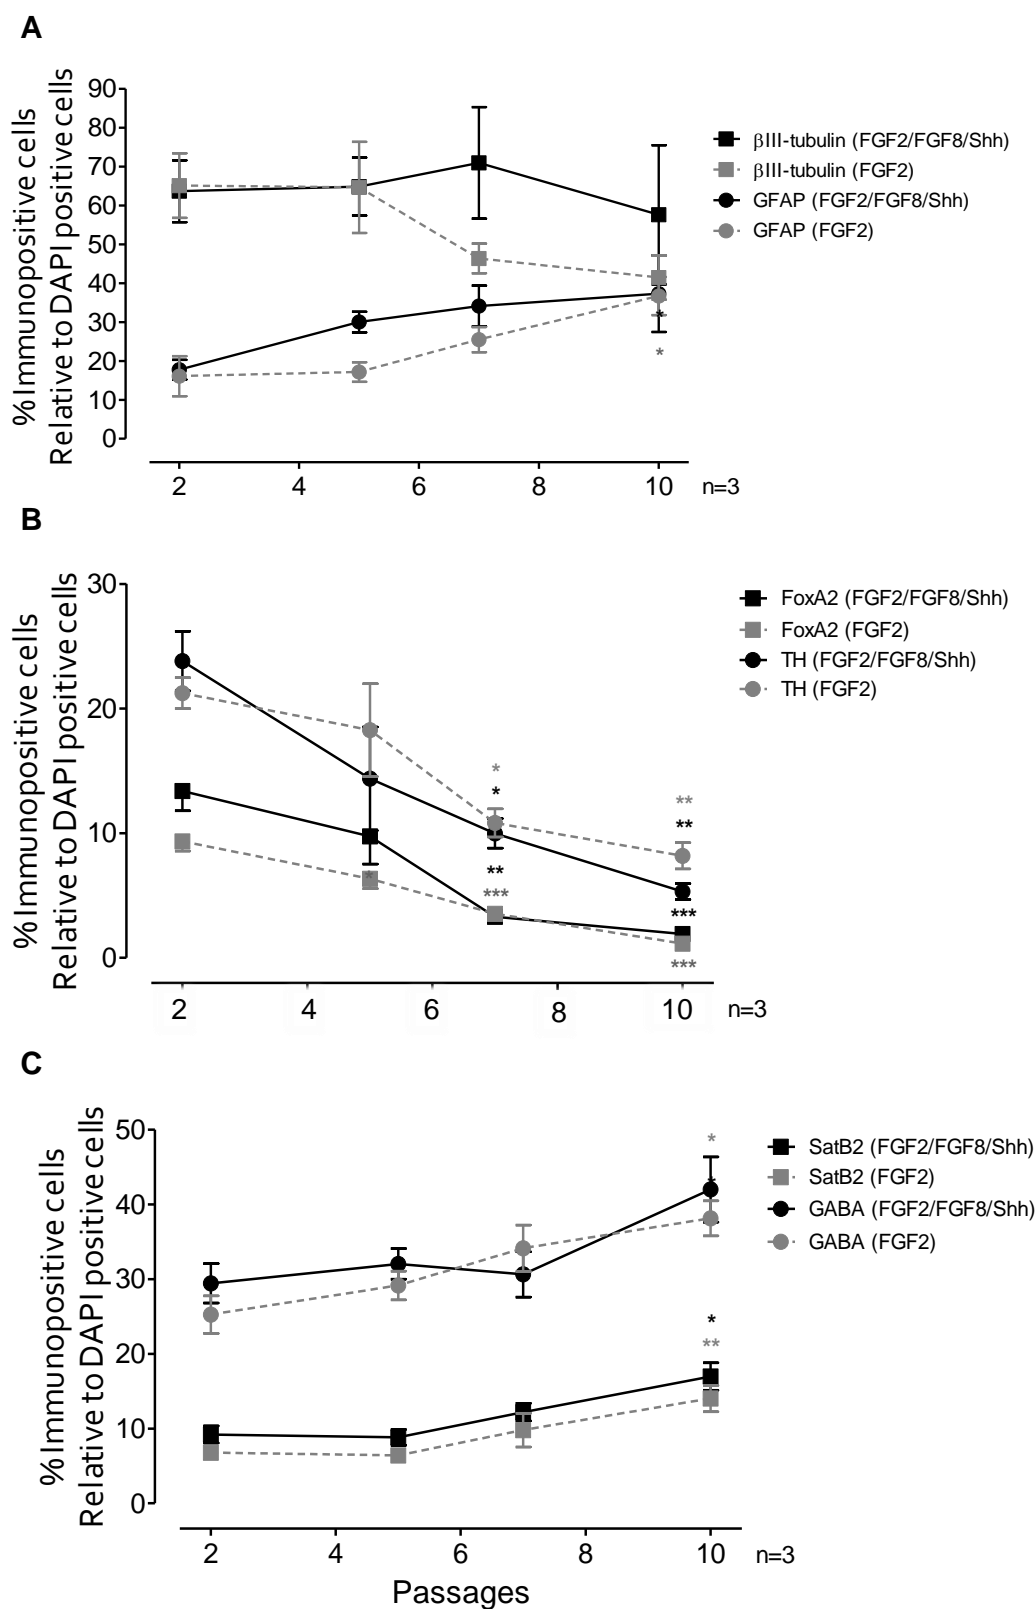 A
% Immunopositive cells
Relative to DAPI positive cells
90
80
70
60
50
40
30
20
10
0
2 4 6 8 10 n=3
βIII-tubulin (FGF2/FGF8/Shh)
βIII-tubulin (FGF2)
GFAP (FGF2/FGF8/Shh)
GFAP (FGF2)
*
*
B
% Immunopositive cells
Relative to DAPI positive cells
30
20
10
0
2 4 6 8 10 n=3
FoxA2 (FGF2/FGF8/Shh)
FoxA2 (FGF2)
TH (FGF2/FGF8/Shh)
TH (FGF2)
*
*
**
**
*
**
***
***
***
C
% Immunopositive cells
Relative to DAPI positive cells
50
40
30
20
10
0
2 4 6 8 10 n=3
Passages
SatB2 (FGF2/FGF8/Shh)
SatB2 (FGF2)
GABA (FGF2/FGF8/Shh)
GABA (FGF2)
*
*
*
**